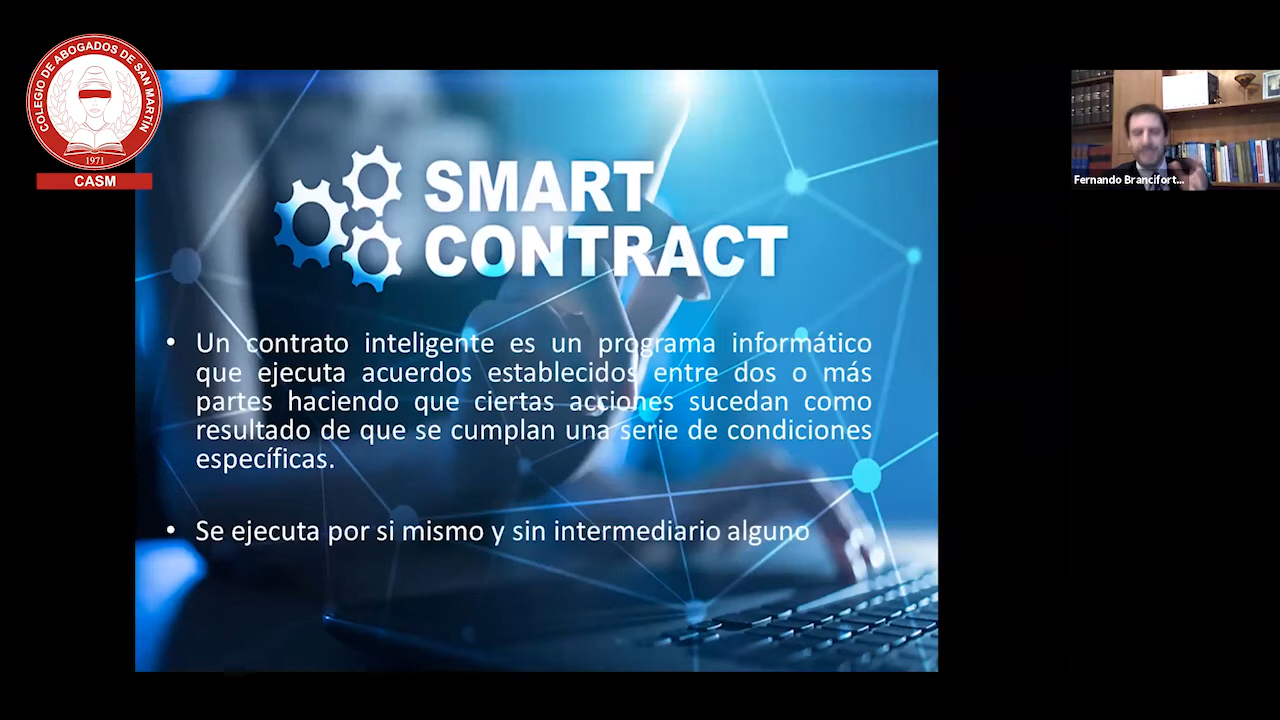 COLEGIO DE ABOGADOS DE SAN MARTÍN
1971
CASM
SMART
CONTRACT
• Un contrato inteligente es un programa informático
que ejecuta acuerdos establecidos entre dos o más
partes haciendo que ciertas acciones sucedan como
resultado de que se cumplan una serie de condiciones
específicas.
• Se ejecuta por si mismo y sin intermediario alguno
Fernando Brancifort...